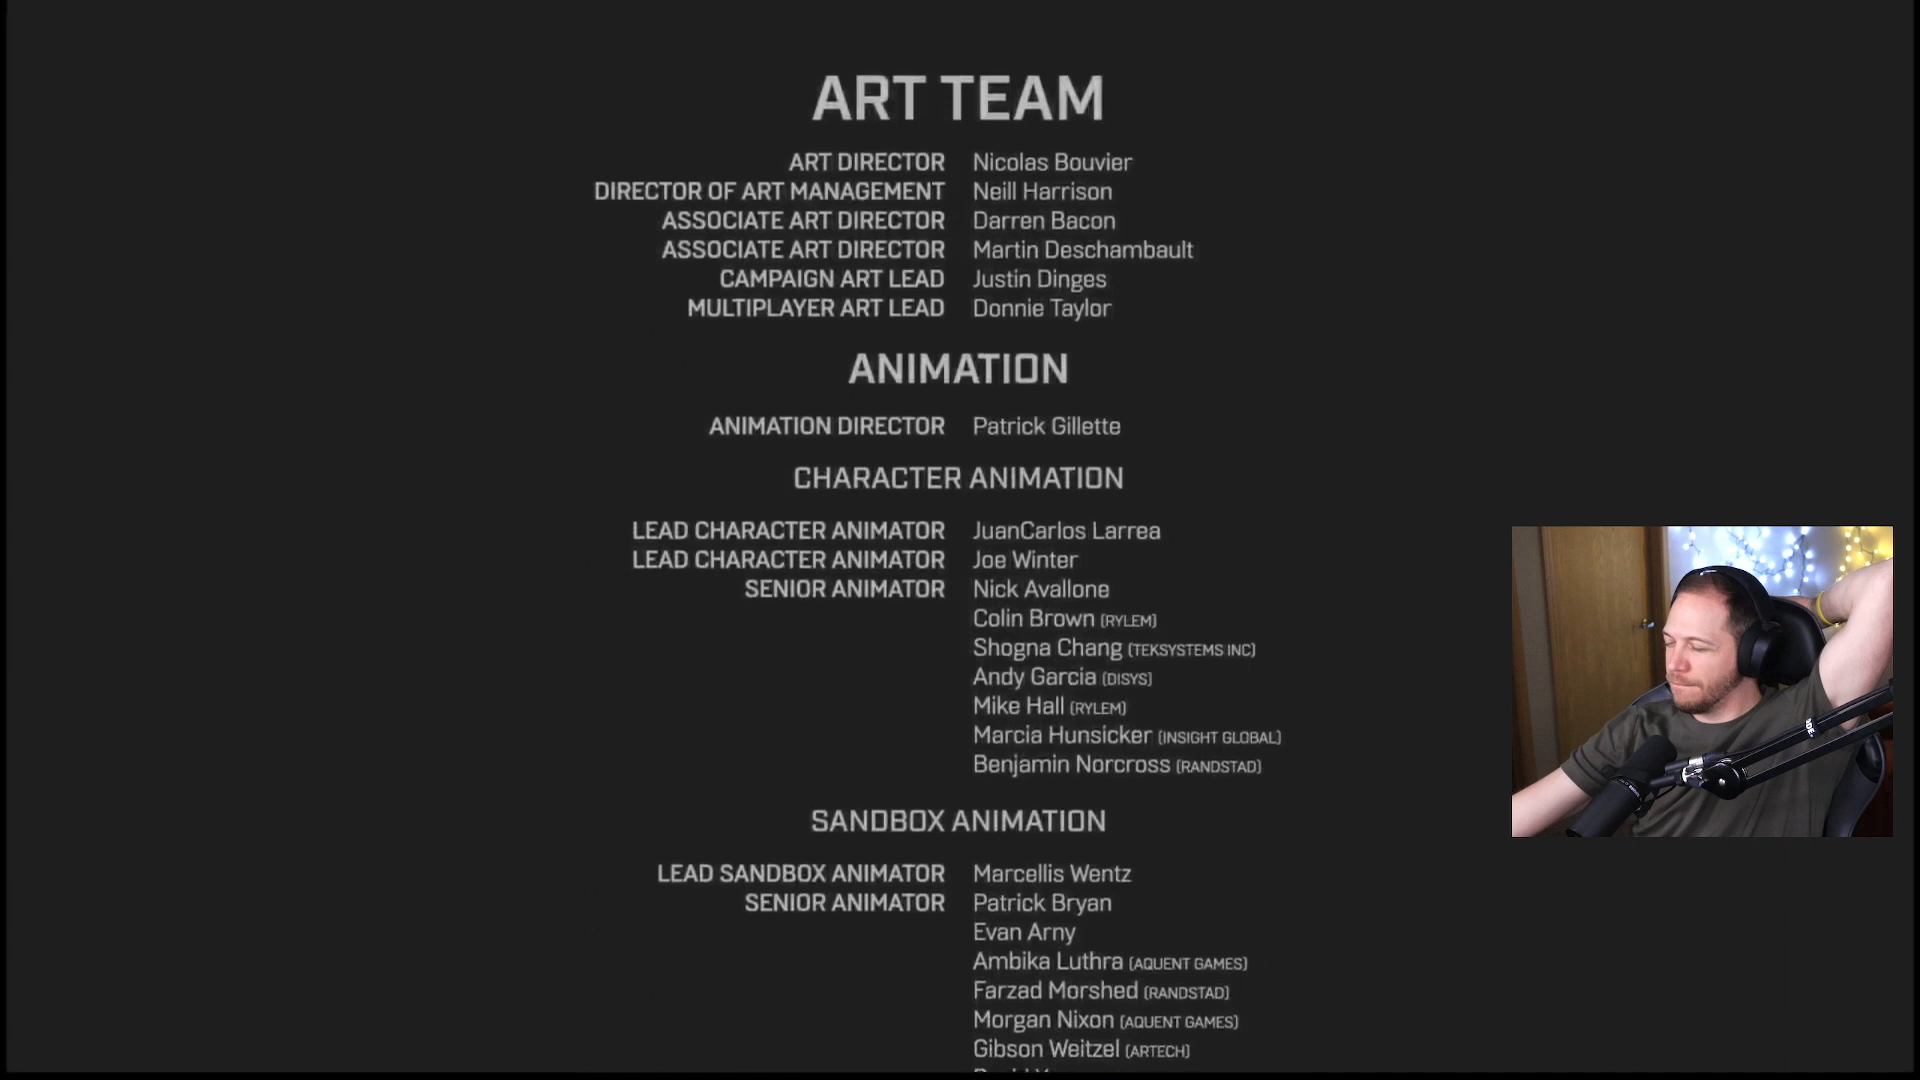 ART TEAM
ART DIRECTOR Nicolas Bouvier
DIRECTOR OF ART MANAGEMENT Neill Harrison
ASSOCIATE ART DIRECTOR Darren Bacon
ASSOCIATE ART DIRECTOR Martin Deschambault
CAMPAIGN ART LEAD Justin Dinges
MULTIPLAYER ART LEAD Donnie Taylor
ANIMATION
ANIMATION DIRECTOR Patrick Gillette
CHARACTER ANIMATION
LEAD CHARACTER ANIMATOR JuanCarlos Larrea
LEAD CHARACTER ANIMATOR Joe Winter
SENIOR ANIMATOR Nick Avallone
Colin Brown (RYLEM)
Shogna Chang (TEKSYSTEMS INC)
Andy Garcia (DISYS)
Mike Hall (RYLEM)
Marcia Hunsicker (INSIGHT GLOBAL)
Benjamin Norcross (RANDSTAD)
SANDBOX ANIMATION
LEAD SANDBOX ANIMATOR Marcellis Wentz
SENIOR ANIMATOR Patrick Bryan
Evan Arny
Ambika Luthra (AQUENT GAMES)
Farzad Morshed (RANDSTAD)
Morgan Nixon (AQUENT GAMES)
Gibson Weitzel (ARTECH)